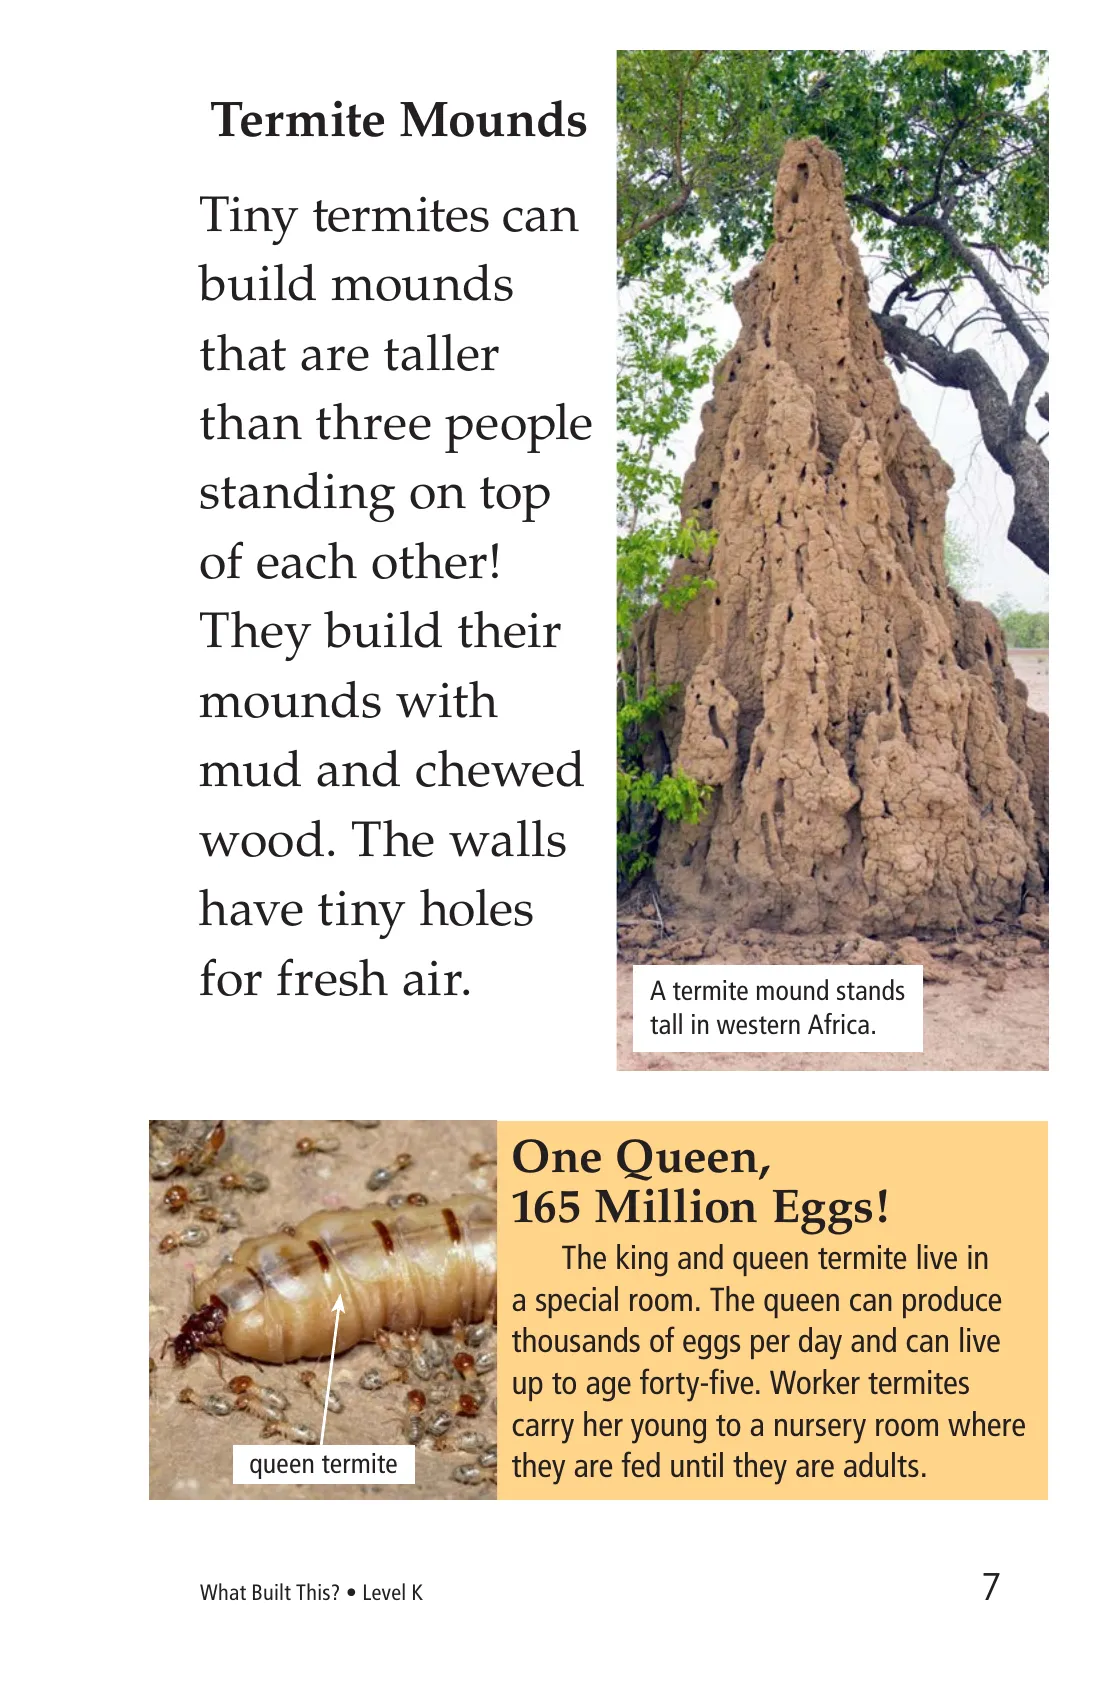 Termite Mounds
Tiny termites can
build mounds
that are taller
than three people
standing on top
of each other!
They build their
mounds with
mud and chewed
wood. The walls
have tiny holes
for fresh air.
A termite mound stands
tall in western Africa.
queen termite
One Queen,
165 Million Eggs!
The king and queen termite live in
a special room. The queen can produce
thousands of eggs per day and can live
up to age forty-five. Worker termites
carry her young to a nursery room where
they are fed until they are adults.
What Built This? • Level K
7